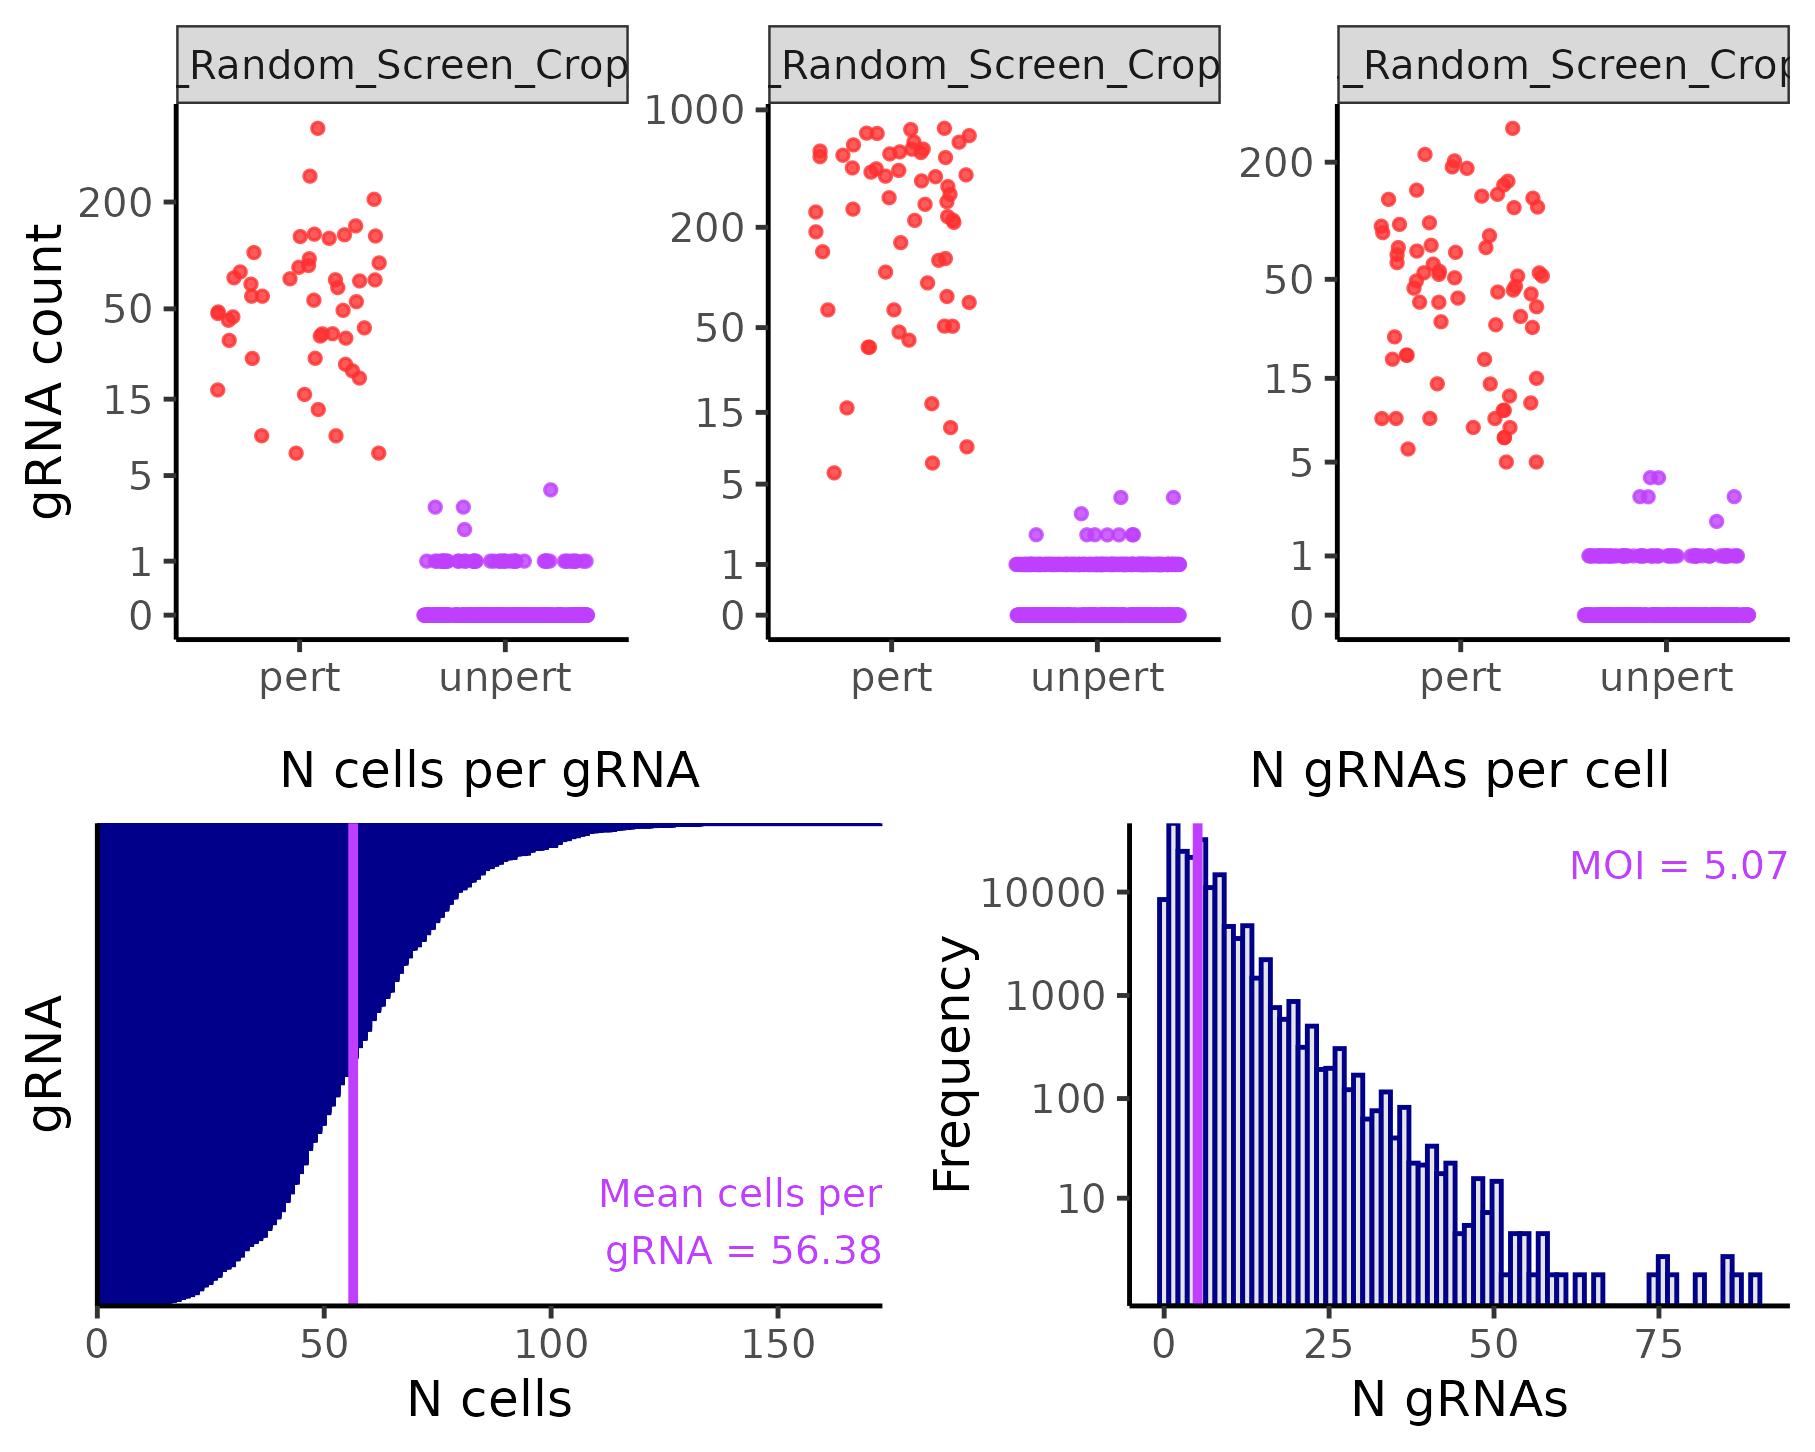 _Random_Screen_Crop
_Random_Screen_Crop
_Random_Screen_Crop
gRNA count
200
50
15
5
1
0
pert
unpert
1000
200
50
15
5
1
0
pert
unpert
200
50
15
5
1
0
pert
unpert
N cells per gRNA
gRNA
Mean cells per
gRNA = 56.38
0
50
100
150
N cells
N gRNAs per cell
Frequency
MOI = 5.07
10000
1000
100
10
0
25
50
75
N gRNAs